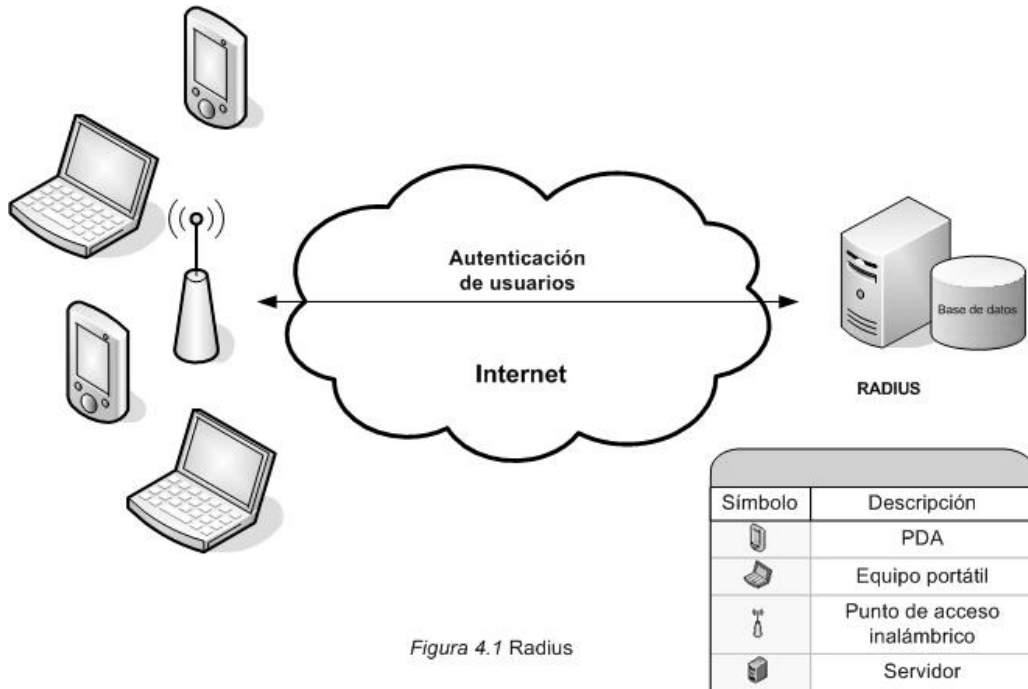 Autenticación
de usuarios
Internet
Base de datos
RADIUS
Símbolo Descripción
PDA
Equipo portátil
Punto de acceso
inalámbrico
Servidor
Figura 4.1 Radius